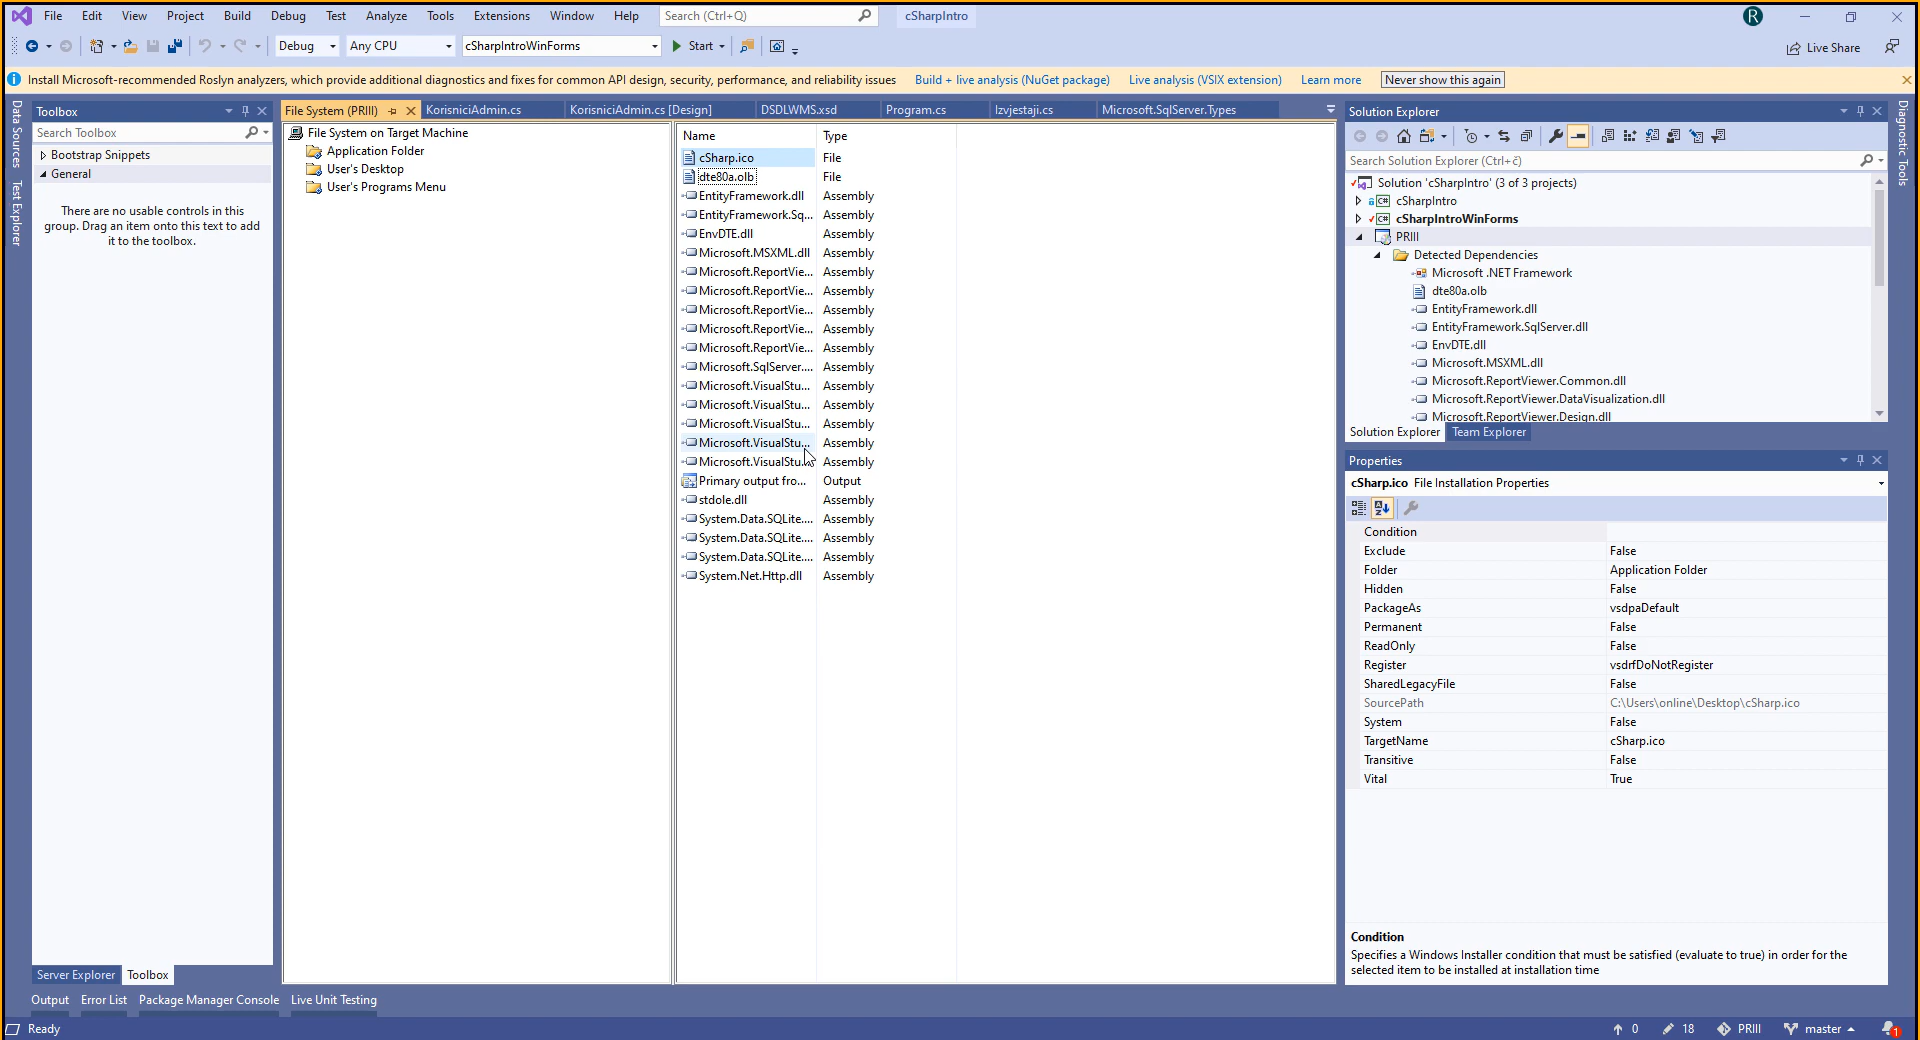 File Edit View Project Build Debug Test Analyze Tools Extensions Window Help Search (Ctrl+Q) cSharpIntro R
Debug Any CPU cSharpIntroWinForms Start Live Share
Install Microsoft-recommended Roslyn analyzers, which provide additional diagnostics and fixes for common API design, security, performance, and reliability issues Build + live analysis (NuGet package) Live analysis (VSIX extension) Learn more Never show this again
Data Sources
Test Explorer
Toolbox
Search Toolbox
Bootstrap Snippets
General
There are no usable controls in this
group. Drag an item onto this text to add
it to the toolbox.
Server Explorer Toolbox
File System (PRIII) KorisniciAdmin.cs KorisniciAdmin.cs [Design] DSDLWMS.xsd Program.cs Izvjestaji.cs Microsoft.SqlServer.Types
File System on Target Machine
Application Folder
User's Desktop
User's Programs Menu
Name Type
cSharp.ico File
dte80a.olb File
EntityFramework.dll Assembly
EntityFramework.Sq... Assembly
EnvDTE.dll Assembly
Microsoft.MSXML.dll Assembly
Microsoft.ReportVie... Assembly
Microsoft.ReportVie... Assembly
Microsoft.ReportVie... Assembly
Microsoft.ReportVie... Assembly
Microsoft.ReportVie... Assembly
Microsoft.SqlServer.... Assembly
Microsoft.VisualStu... Assembly
Microsoft.VisualStu... Assembly
Microsoft.VisualStu... Assembly
Microsoft.VisualStu... Assembly
Microsoft.VisualStu... Assembly
Primary output fro... Output
stdole.dll Assembly
System.Data.SQLite.... Assembly
System.Data.SQLite.... Assembly
System.Data.SQLite.... Assembly
System.Net.Http.dll Assembly
Solution Explorer
Search Solution Explorer (Ctrl+č)
Solution 'cSharpIntro' (3 of 3 projects)
cSharpIntro
cSharpIntroWinForms
PRIII
Detected Dependencies
Microsoft .NET Framework
dte80a.olb
EntityFramework.dll
EntityFramework.SqlServer.dll
EnvDTE.dll
Microsoft.MSXML.dll
Microsoft.ReportViewer.Common.dll
Microsoft.ReportViewer.DataVisualization.dll
Microsoft.ReportViewer.Design.dll
Solution Explorer Team Explorer
Properties
cSharp.ico File Installation Properties
Condition
Exclude False
Folder Application Folder
Hidden False
PackageAs vsdpaDefault
Permanent False
ReadOnly False
Register vsdrfDoNotRegister
SharedLegacyFile False
SourcePath C:\Users\online\Desktop\cSharp.ico
System False
TargetName cSharp.ico
Transitive False
Vital True
Condition
Specifies a Windows Installer condition that must be satisfied (evaluate to true) in order for the
selected item to be installed at installation time
Diagnostic Tools
Output Error List Package Manager Console Live Unit Testing
Ready 0 18 PRIII master 1